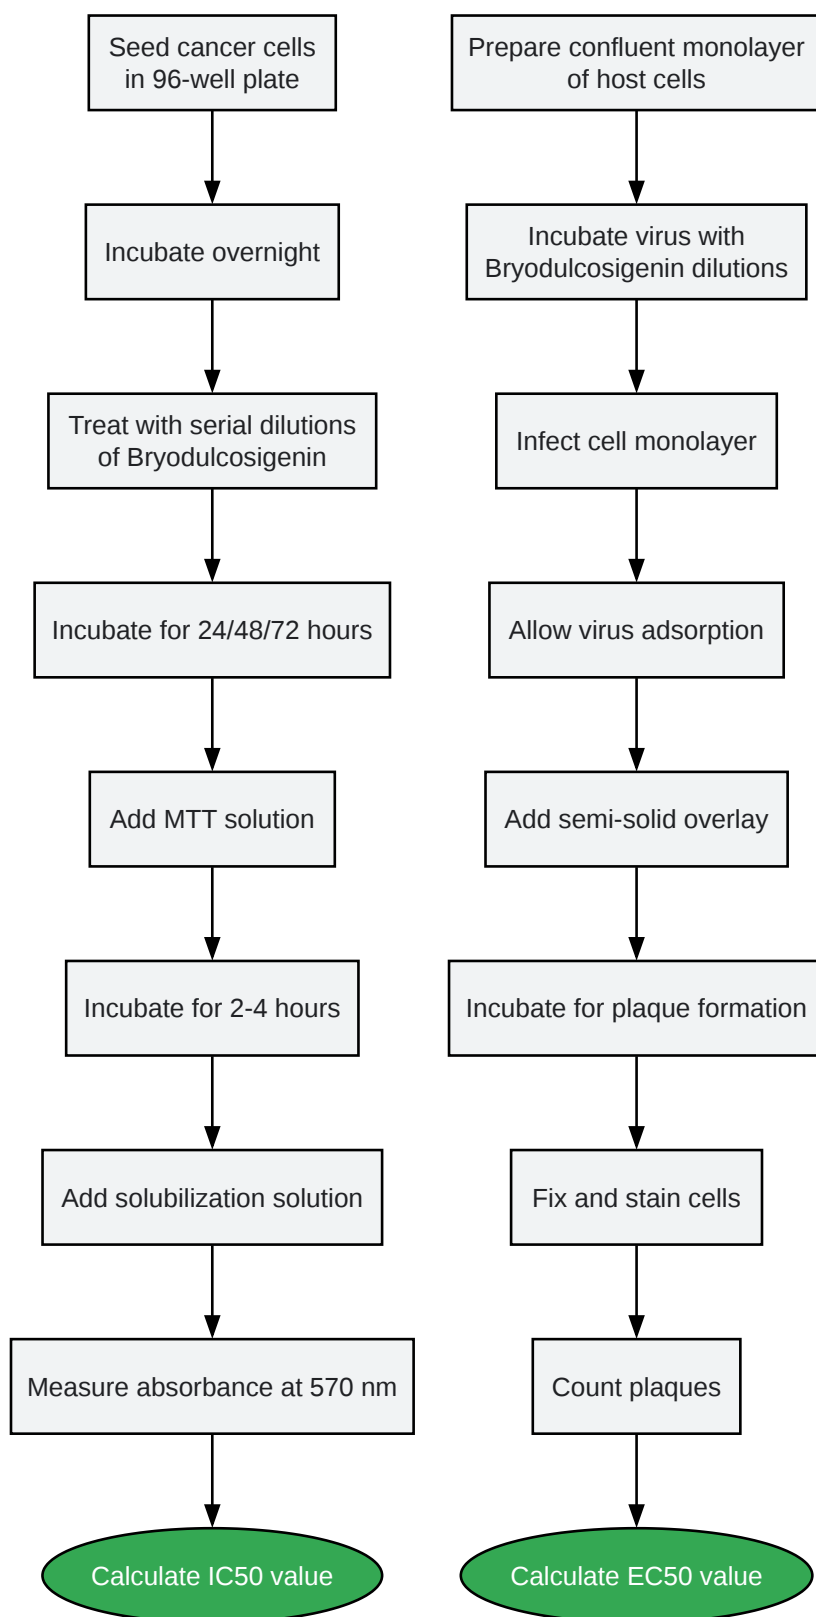 Seed cancer cells
in 96-well plate
Incubate overnight
Treat with serial dilutions
of Bryodulcosigenin
Incubate for 24/48/72 hours
Add MTT solution
Incubate for 2-4 hours
Add solubilization solution
Measure absorbance at 570 nm
Calculate IC50 value
Prepare confluent monolayer
of host cells
Incubate virus with
Bryodulcosigenin dilutions
Infect cell monolayer
Allow virus adsorption
Add semi-solid overlay
Incubate for plaque formation
Fix and stain cells
Count plaques
Calculate EC50 value